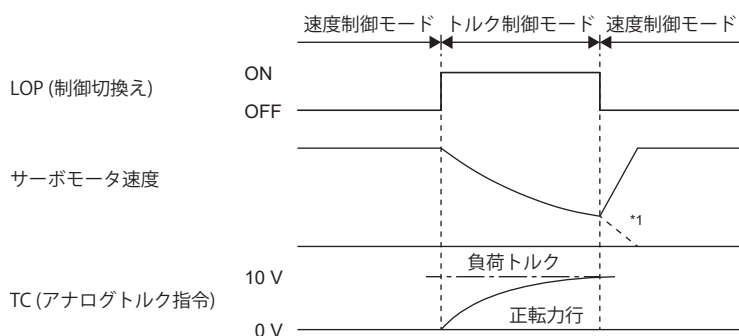 速度制御モード トルク制御モード 速度制御モード
LOP (制御切換え)
ON
OFF
サーボモータ速度
*1
TC (アナログトルク指令)
10 V
負荷トルク
正転力行
0 V